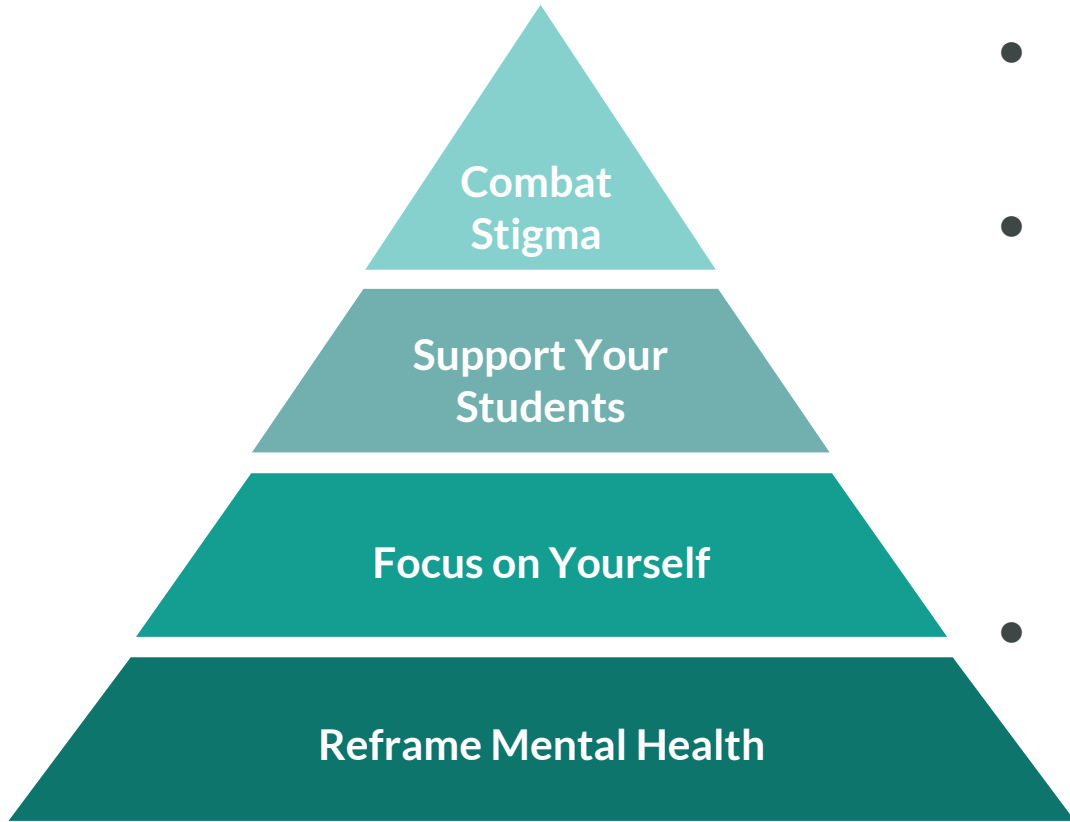 Combat
Stigma
Support Your
Students
Focus on Yourself
Reframe Mental Health